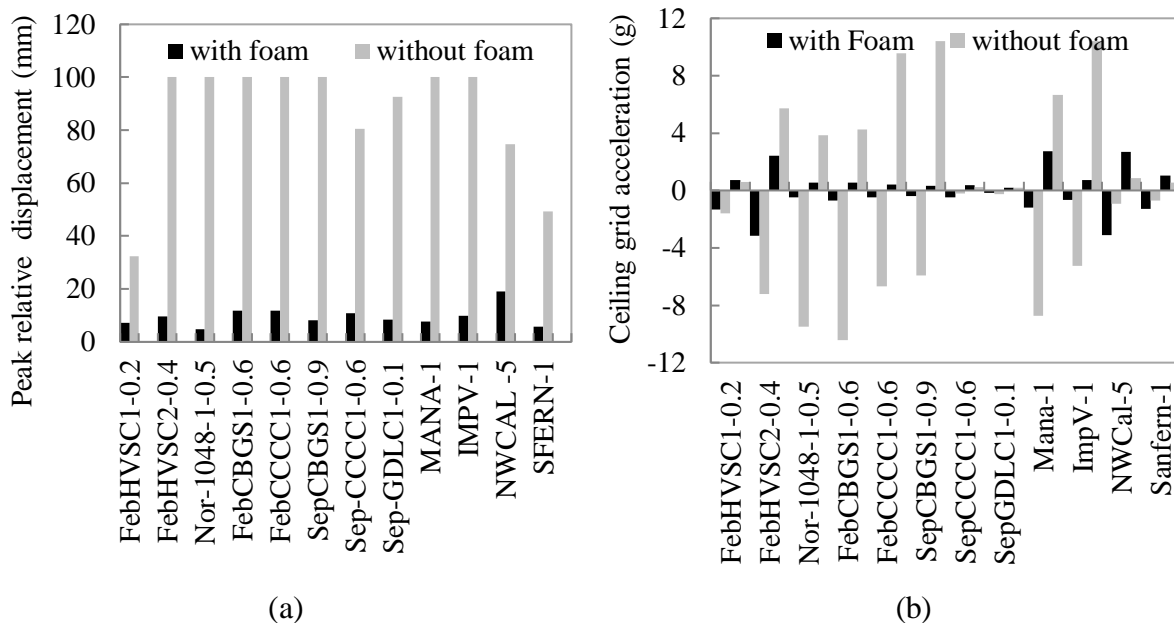 Peak relative displacement (mm)
120
100
80
60
40
20
0
with foam
without foam
FebHVSC1-0.2
FebHVSC2-0.4
Nor-1048-1-0.5
FebCBGS1-0.6
FebCCCC1-0.6
SepCBGS1-0.9
Sep-CCCC1-0.6
Sep-GDLC1-0.1
MANA-1
IMPV-1
NWCAL -5
SFERN-1
(a)
Ceiling grid acceleration (g)
12
8
4
0
-4
-8
-12
with Foam
without foam
FebHVSC1-0.2
FebHVSC2-0.4
Nor-1048-1-0.5
FebCBGS1-0.6
FebCCCC1-0.6
SepCBGS1-0.9
SepCCCC1-0.6
SepGDLC1-0.1
Mana-1
ImpV-1
NWCal-5
Sanfern-1
(b)